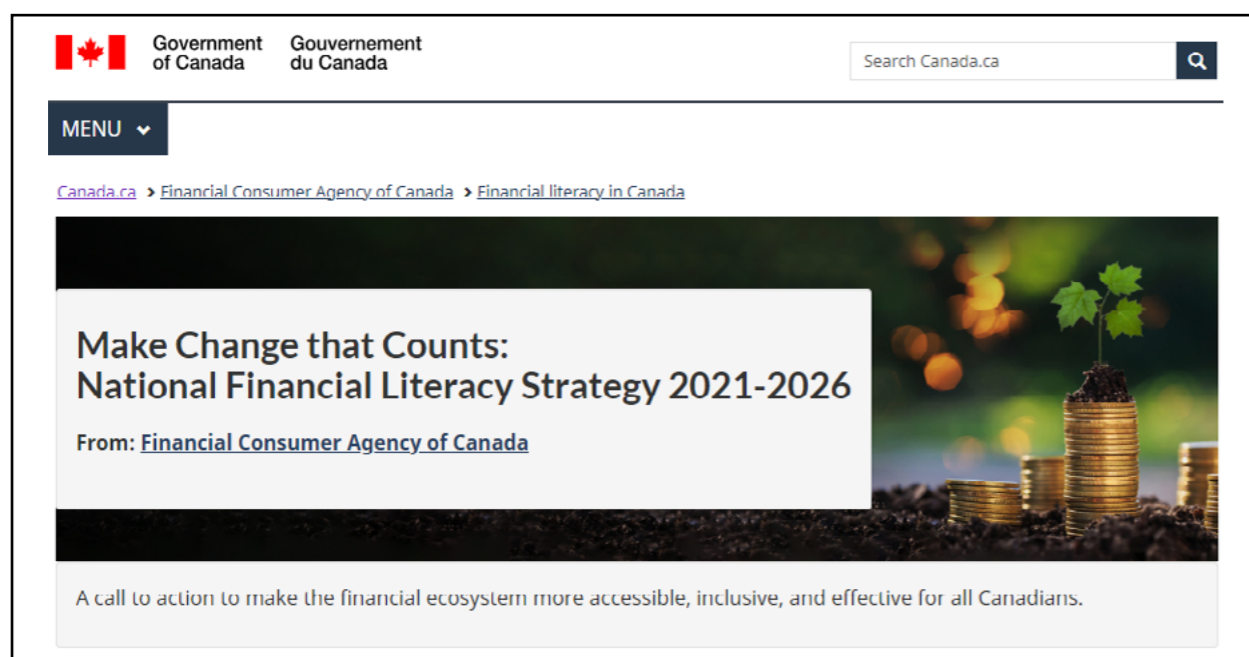 Government of Canada
Gouvernement du Canada
Search Canada.ca
MENU
Canada.ca > Financial Consumer Agency of Canada > Financial literacy in Canada
Make Change that Counts:
National Financial Literacy Strategy 2021-2026
From: Financial Consumer Agency of Canada
A call to action to make the financial ecosystem more accessible, inclusive, and effective for all Canadians.